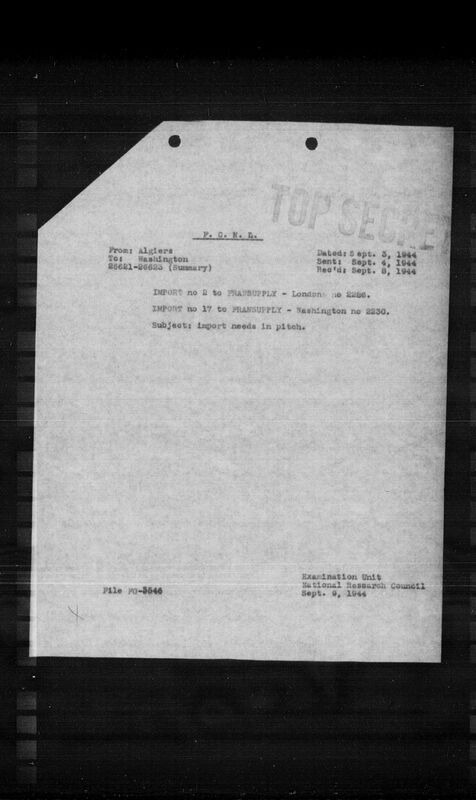 TOP SECRET
F. C. N. L.
From: Algiers
To: Washington
26621-26623 (Summary)
Dated: Sept. 3, 1944
Sent: Sept. 4, 1944
Rec'd: Sept. 8, 1944
IMPORT no 2 to FRANSUPPLY - London no 2286.
IMPORT no 17 to FRANSUPPLY - Washington no 2230.
Subject: import needs in pitch.
File FG-3546
Examination Unit
National Research Council
Sept. 9, 1944